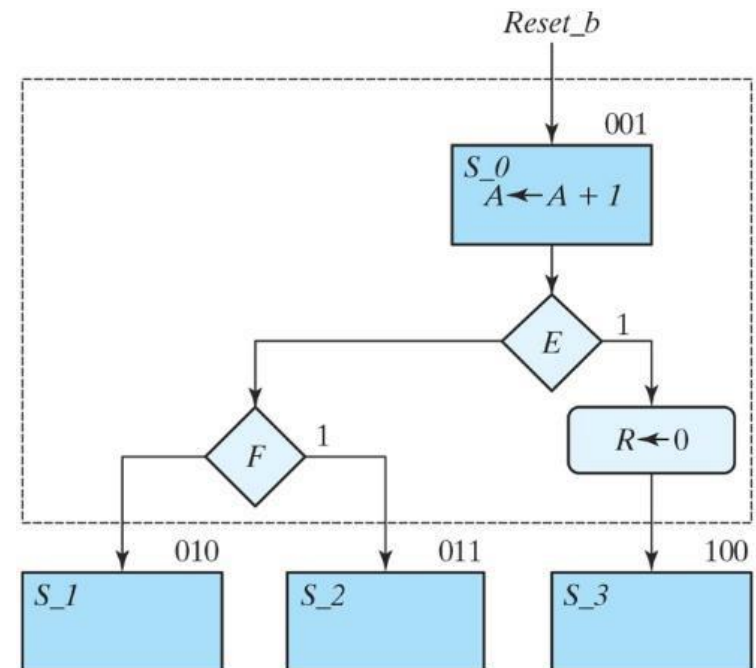 Reset_b
001
S_0
A ← A + 1
E
1
F
1
R ← 0
010
011
100
S_1
S_2
S_3